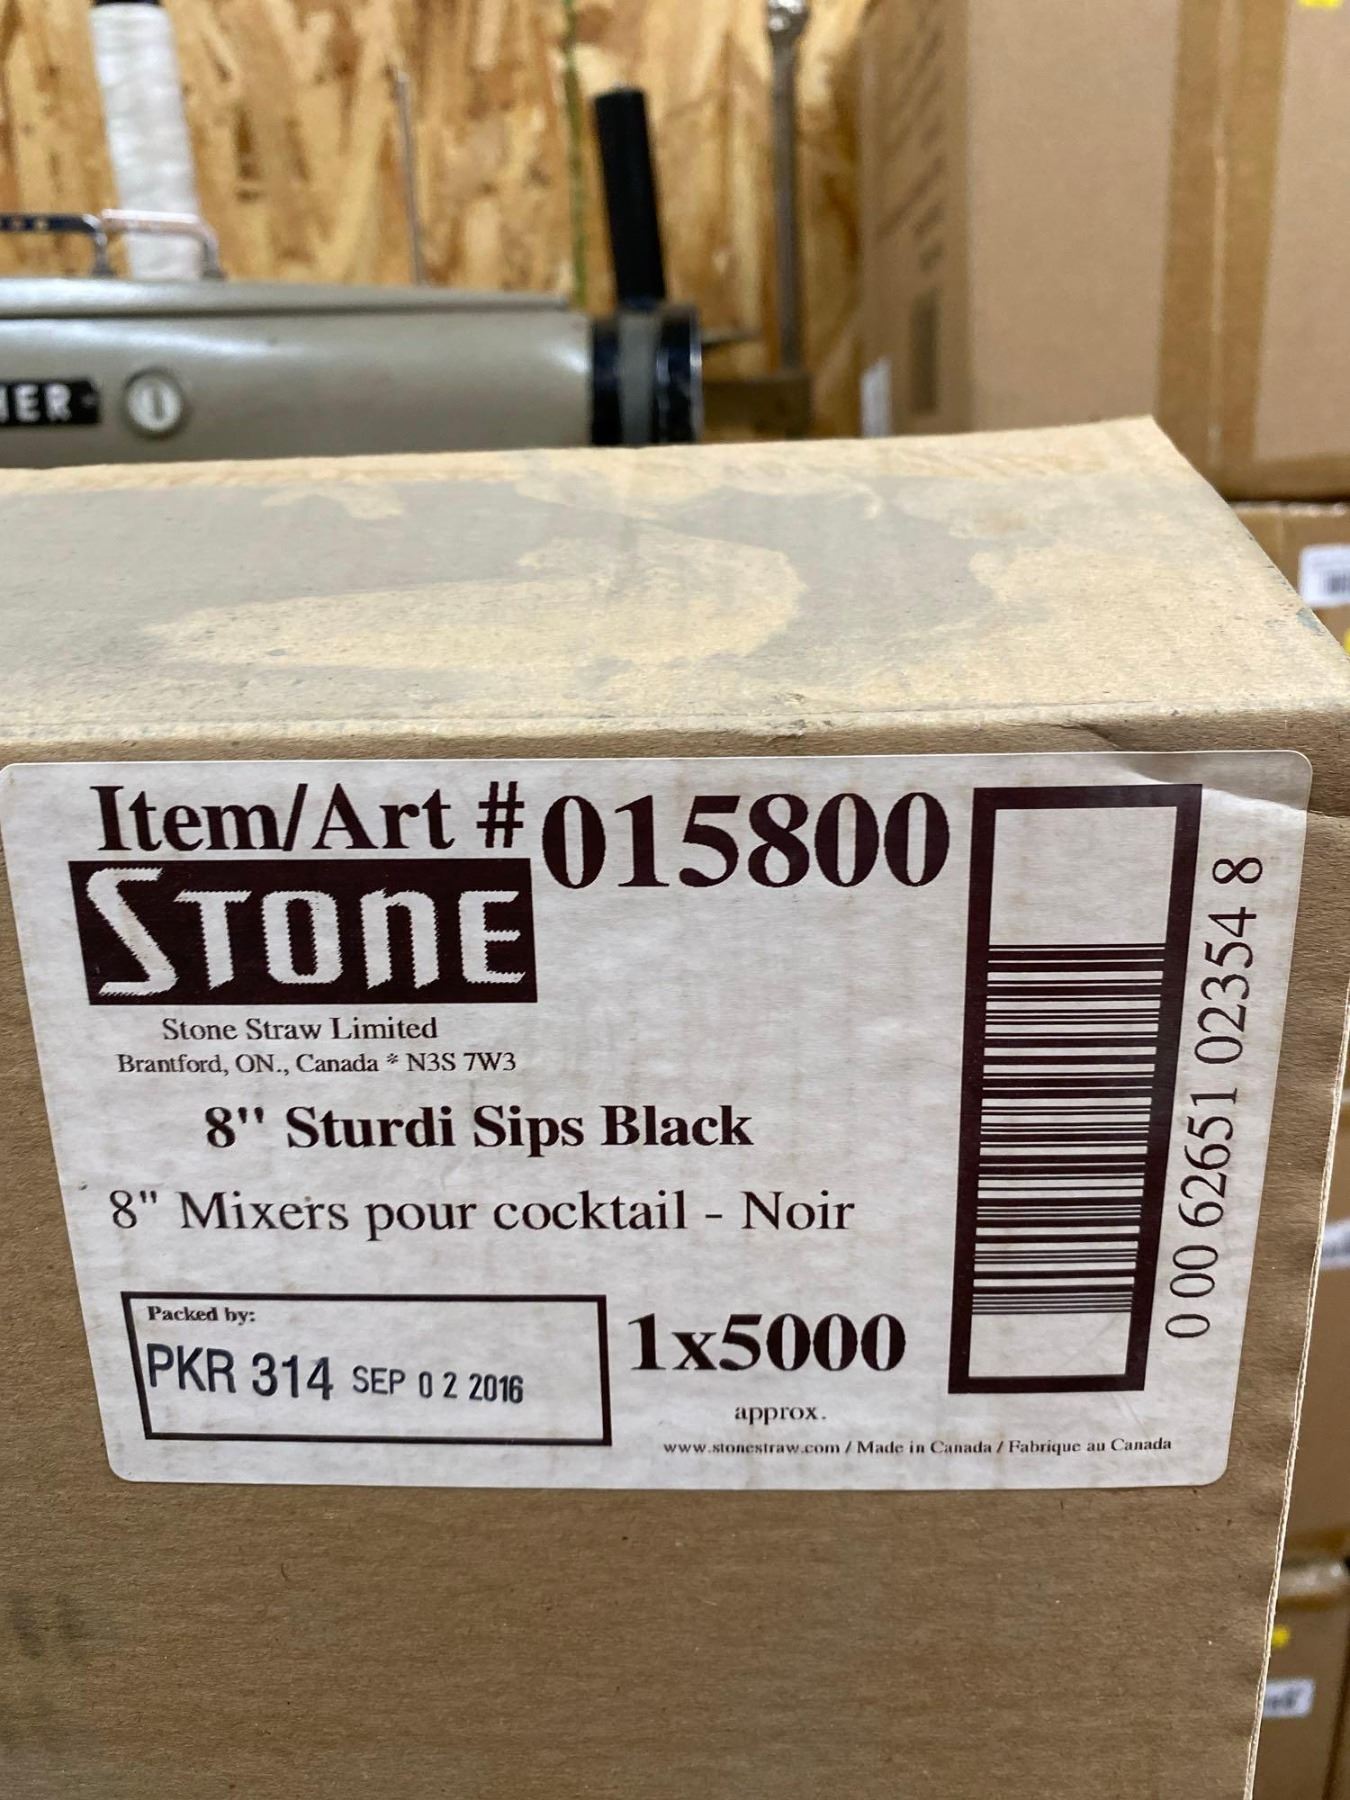 Item/Art # 015800
STONE
Stone Straw Limited
Brantford, ON., Canada * N3S 7W3
8" Sturdi Sips Black
8" Mixers pour cocktail - Noir
Packed by:
PKR 314 SEP 02 2016
1x5000
approx.
www.stonestraw.com / Made in Canada / Fabrique au Canada
0 00 62651 02354 8